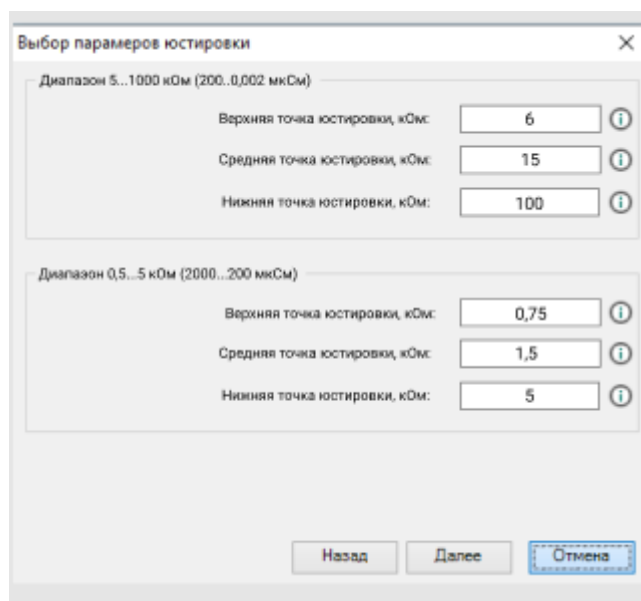 Выбор парамеров юстировки
Диапазон 5...1000 кОм (200..0,002 мкСм)
Верхняя точка юстировки, кОм: 6
Средняя точка юстировки, кОм: 15
Нижняя точка юстировки, кОм: 100
Диапазон 0,5...5 кОм (2000...200 мкСм)
Верхняя точка юстировки, кОм: 0,75
Средняя точка юстировки, кОм: 1,5
Нижняя точка юстировки, кОм: 5
Назад Далее Отмена